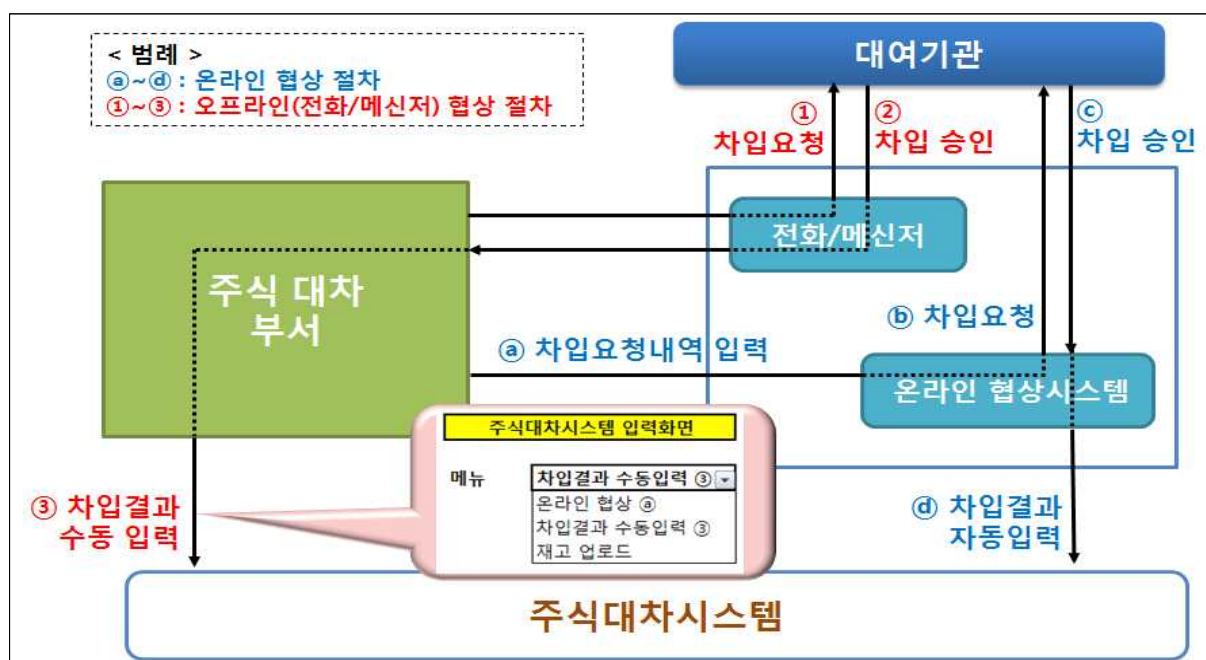 < 범례 >
ⓐ~ⓓ : 온라인 협상 절차
①~③ : 오프라인(전화/메신저) 협상 절차
대여기관
①
차입요청
②
차입 승인
ⓒ
차입 승인
전화/메신저
주식 대차
부서
ⓑ 차입요청
ⓐ 차입요청내역 입력
온라인 협상시스템
주식대차시스템 입력화면
메뉴
차입결과 수동입력 ③
온라인 협상 ⓐ
차입결과 수동입력 ③
재고 업로드
③ 차입결과
수동 입력
ⓓ 차입결과
자동입력
주식대차시스템